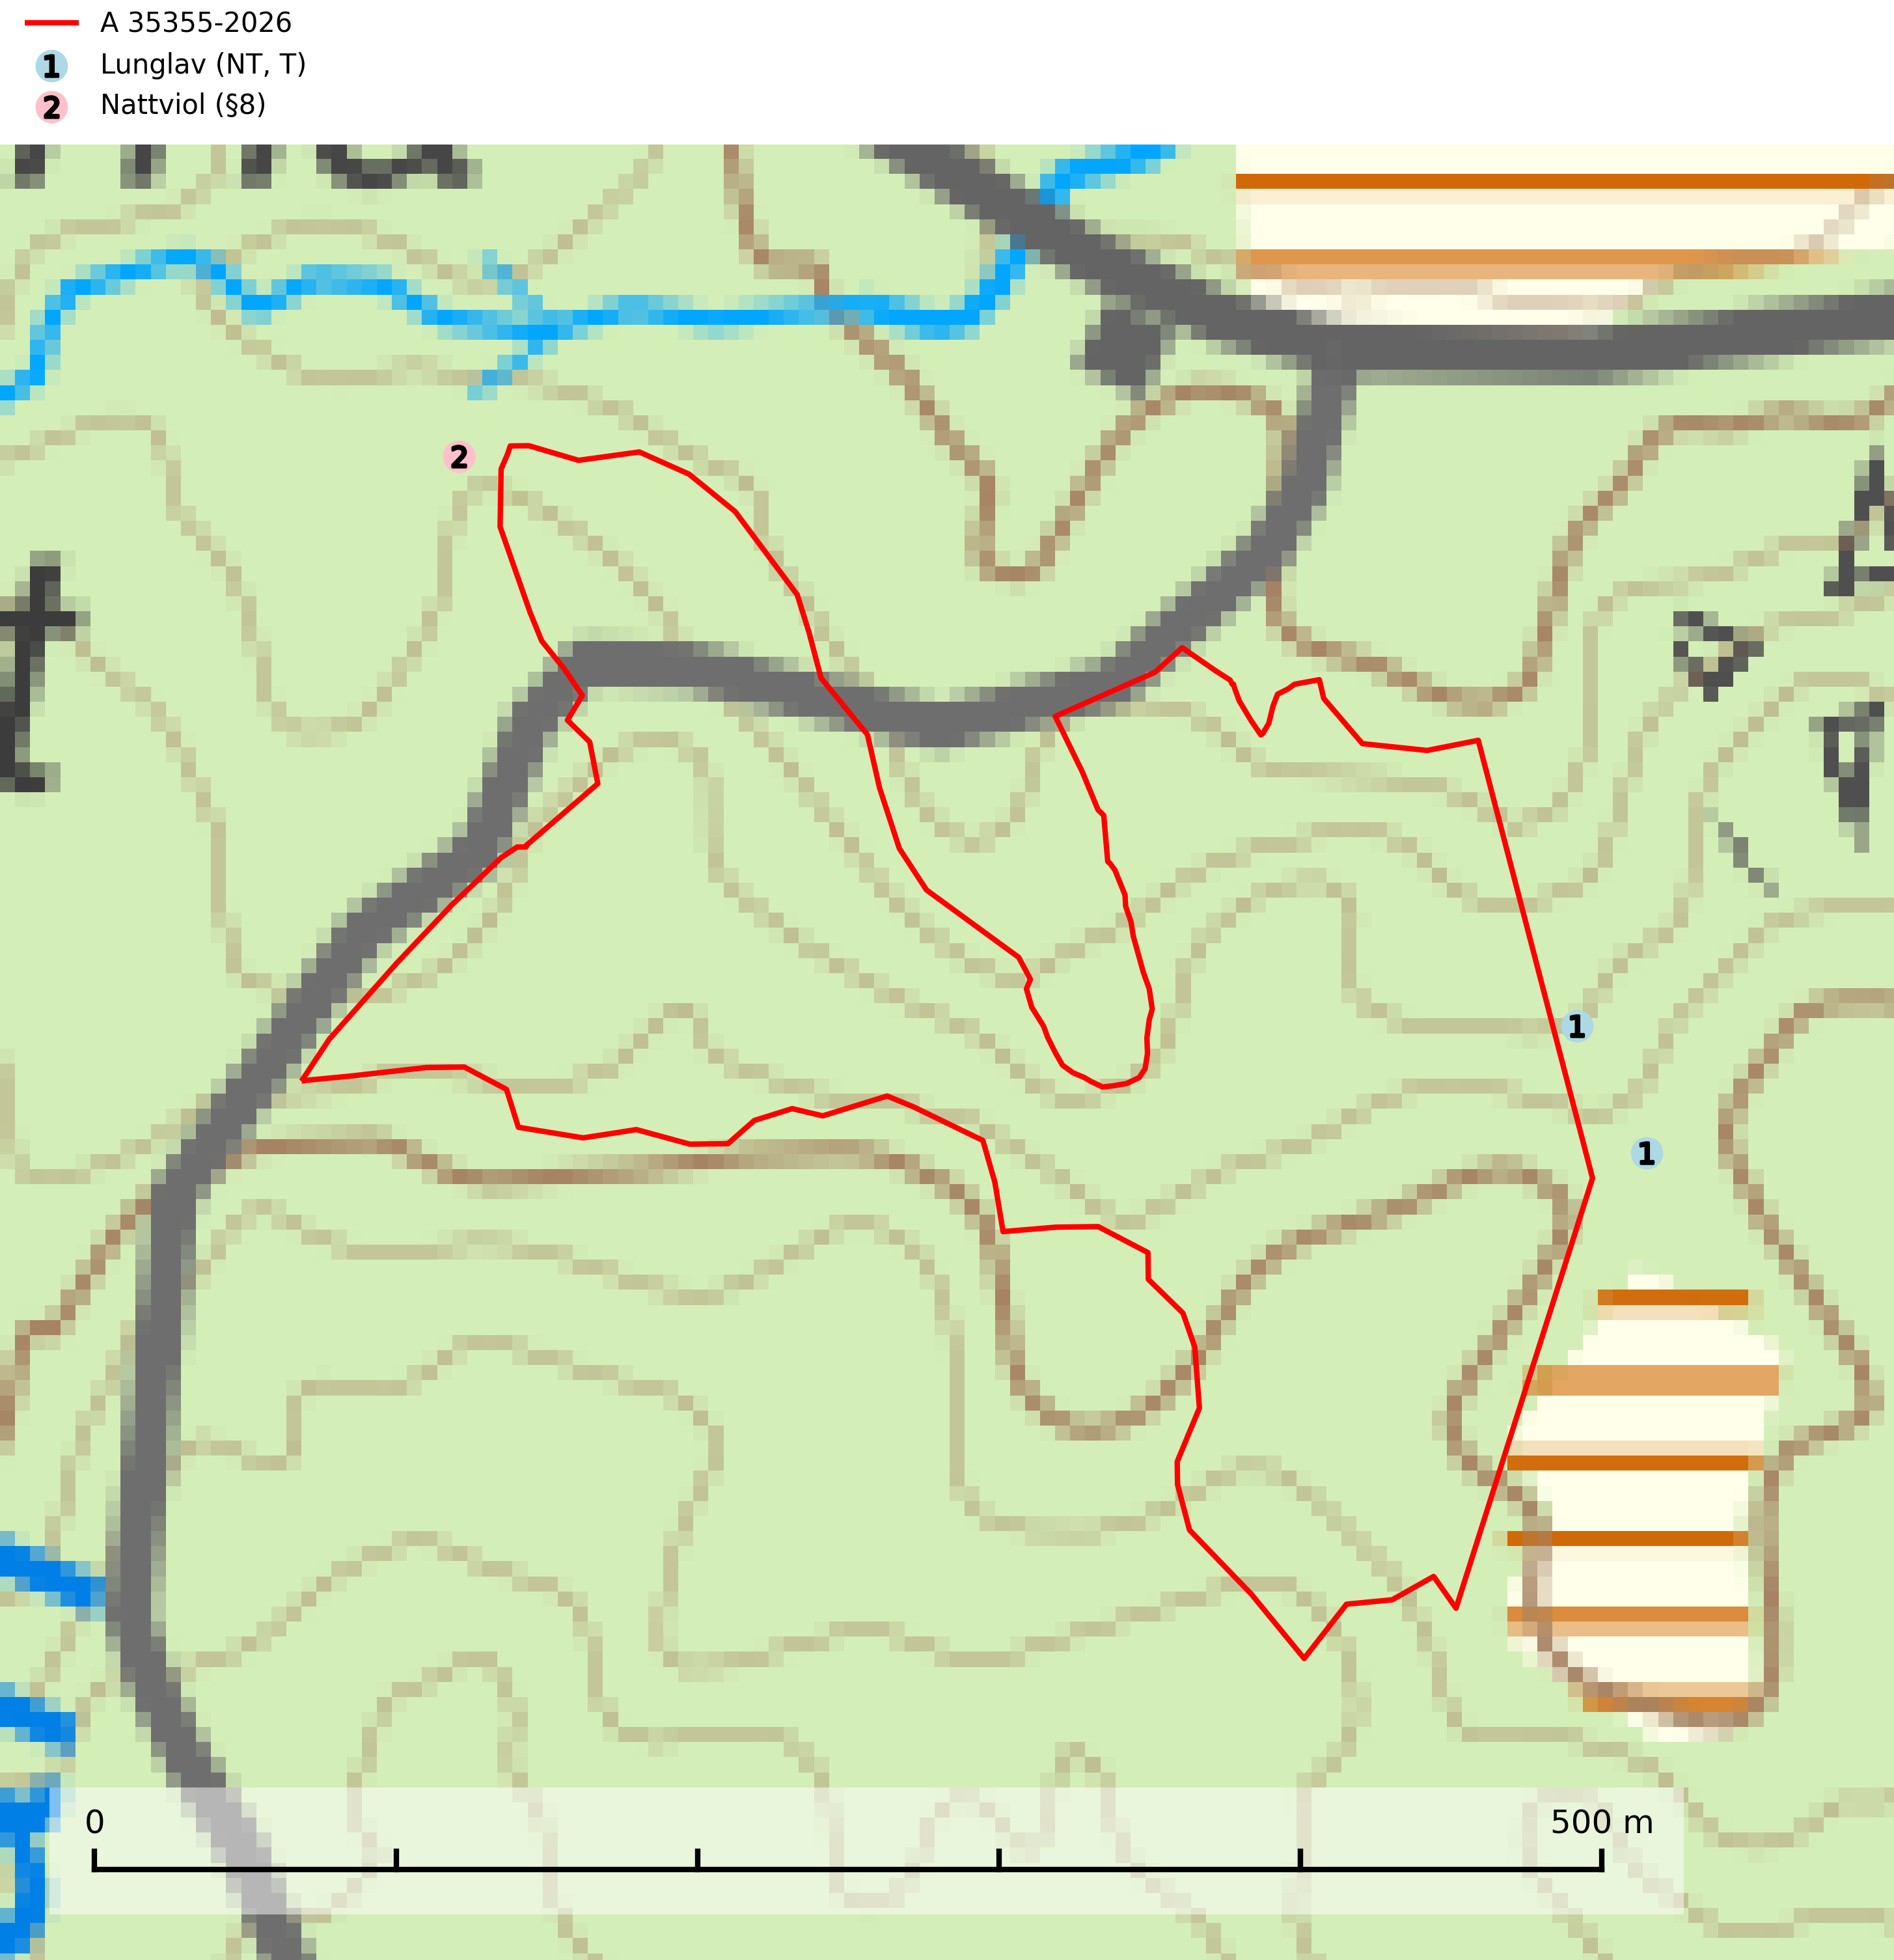 A 35355-2026
1 Lunglav (NT, T)
2 Nattviol (§8)
2
1
1
0 500 m